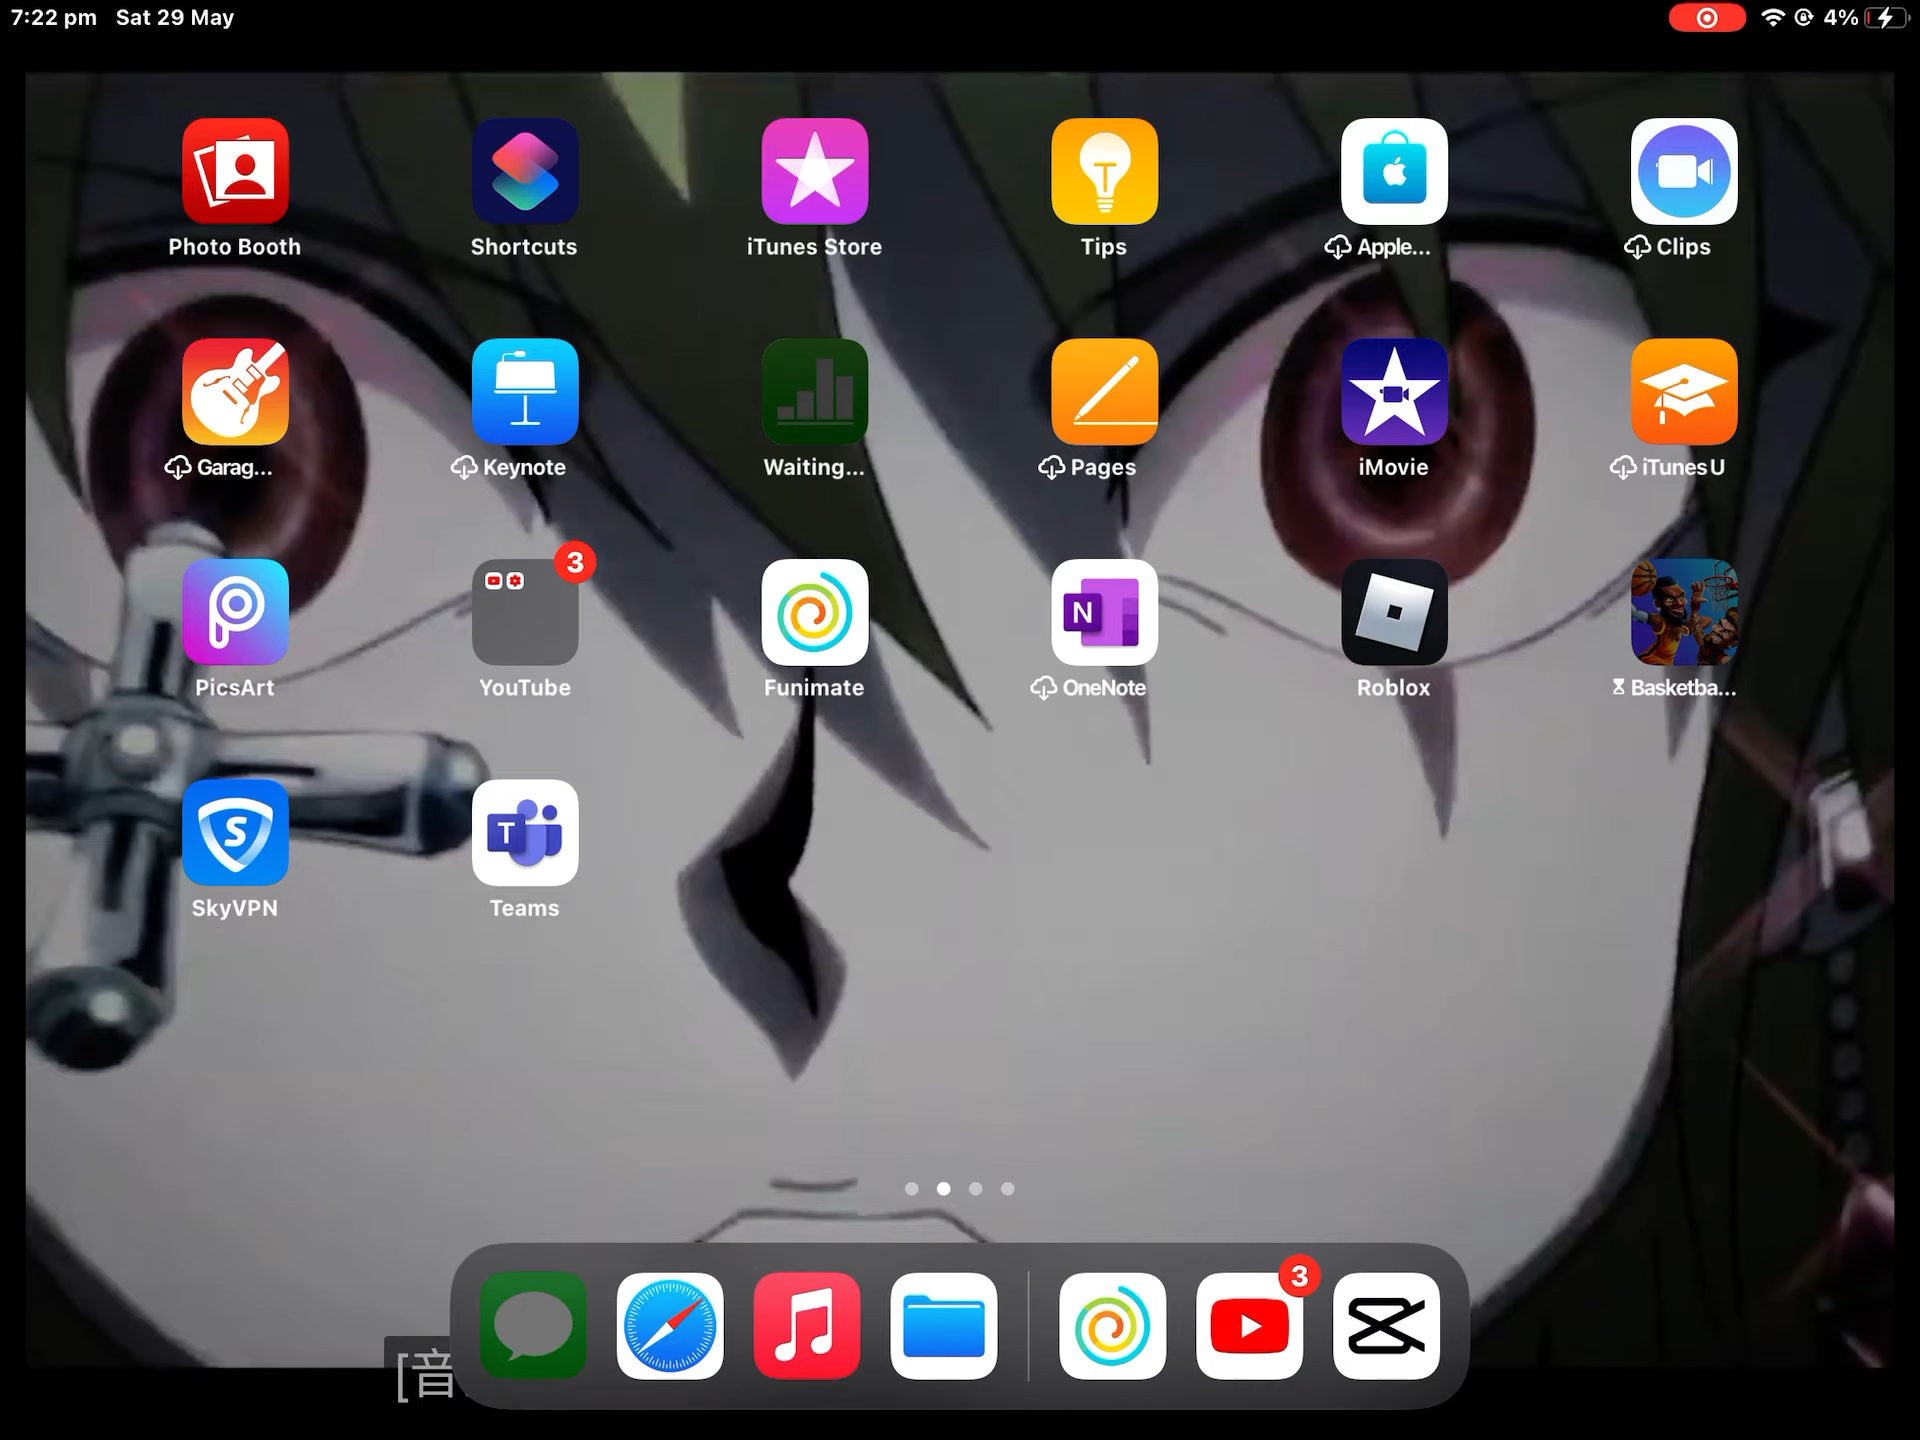 7:22 pm Sat 29 May
4%
Photo Booth
Shortcuts
iTunes Store
Tips
Apple...
Clips
Garag...
Keynote
Waiting...
Pages
iMovie
iTunes U
3
N
PicsArt
YouTube
Funimate
OneNote
Roblox
Basketba...
S
T
SkyVPN
Teams
3
[音